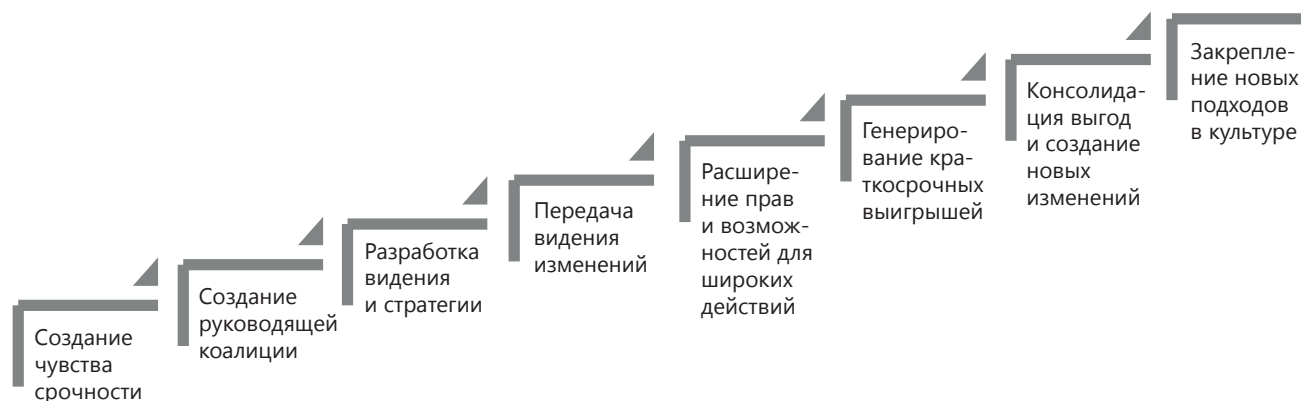 Создание
чувства
срочности
Создание
руководящей
коалиции
Разработка
видения
и стратегии
Передача
видения
изменений
Расшире-
ние прав
и возмож-
ностей для
широких
действий
Генериро-
вание кра-
ткосрочных
выигрышей
Консолида-
ция выгод
и создание
новых
изменений
Закрепле-
ние новых
подходов
в культуре